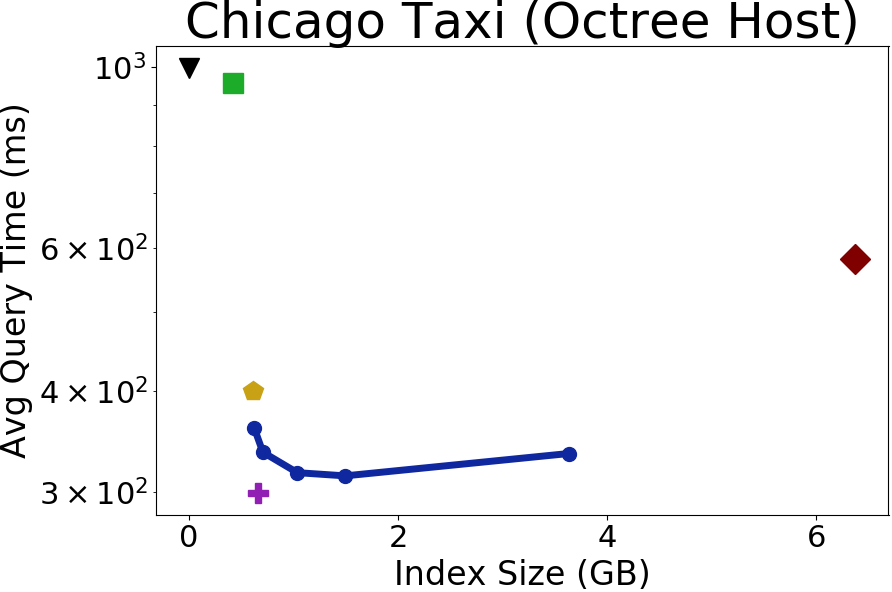 Chicago Taxi (Octree Host)
Avg Query Time (ms)
10³
6 × 10²
4 × 10²
3 × 10²
0 2 4 6
Index Size (GB)